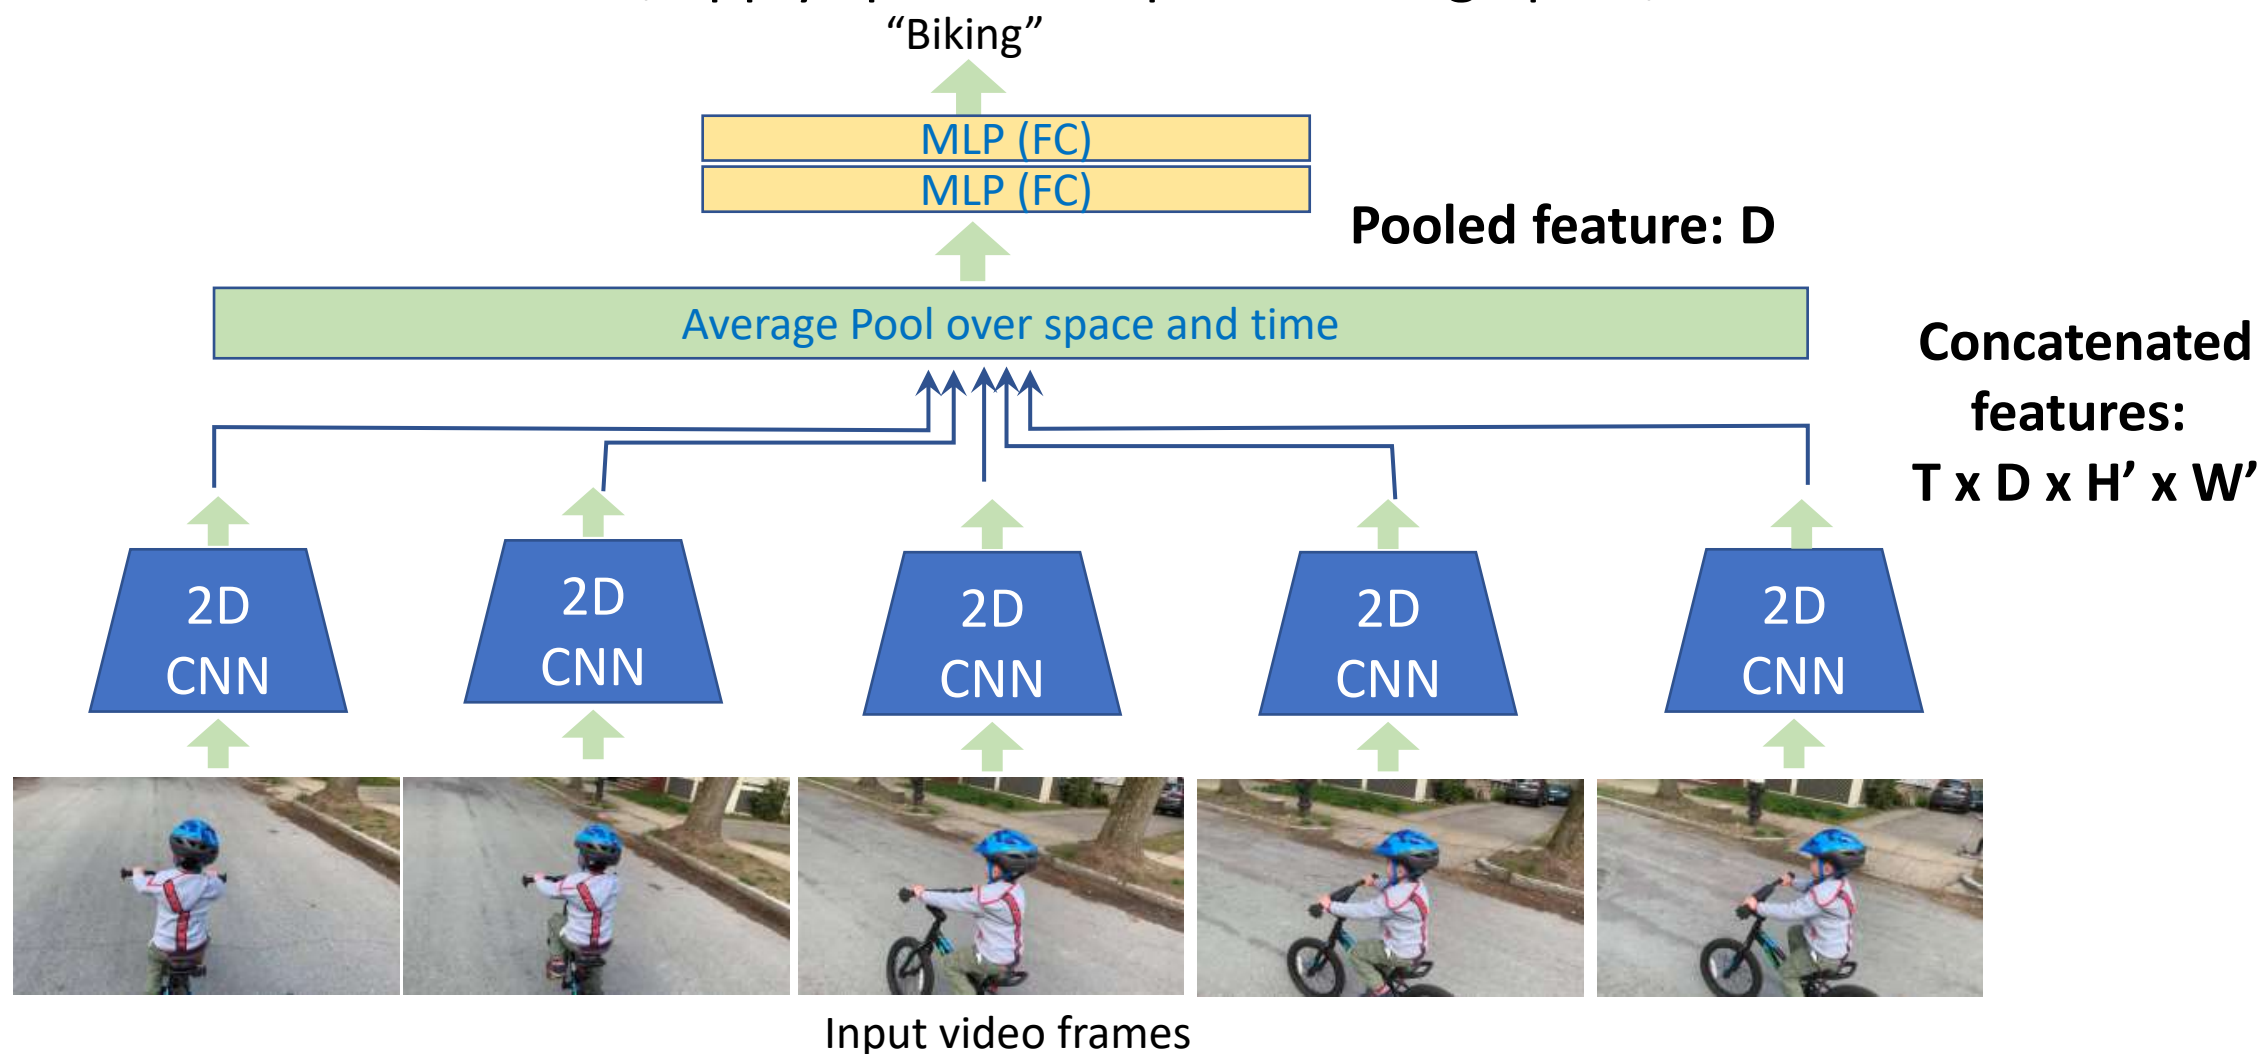 “Biking”
MLP (FC)
MLP (FC)
Pooled feature: D
Average Pool over space and time
Concatenated
features:
T x D x H’ x W’
2D
CNN
2D
CNN
2D
CNN
2D
CNN
2D
CNN
Input video frames